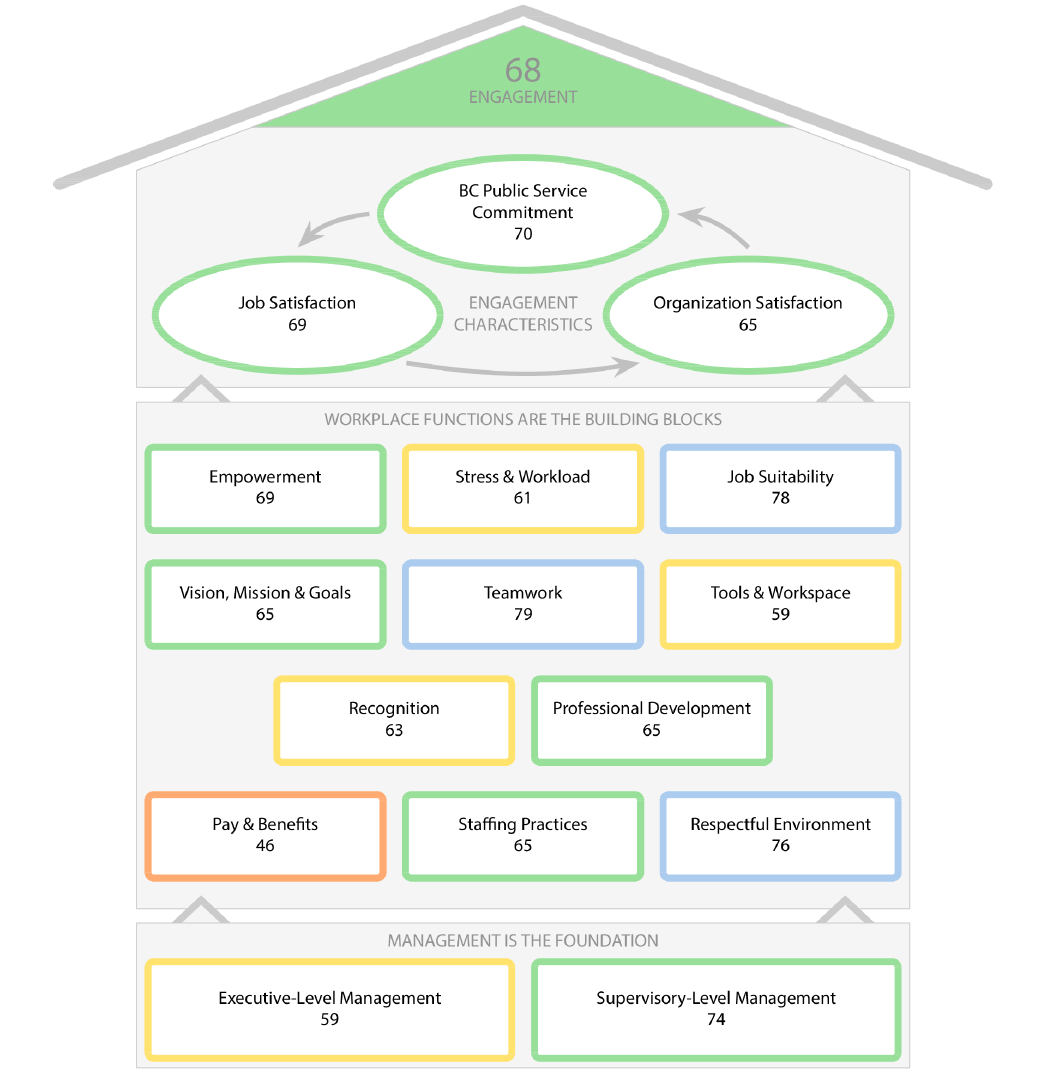 68
ENGAGEMENT
BC Public Service
Commitment
70
Job Satisfaction
69
ENGAGEMENT
CHARACTERISTICS
Organization Satisfaction
65
WORKPLACE FUNCTIONS ARE THE BUILDING BLOCKS
Empowerment
69
Stress & Workload
61
Job Suitability
78
Vision, Mission & Goals
65
Teamwork
79
Tools & Workspace
59
Recognition
63
Professional Development
65
Pay & Benefits
46
Staffing Practices
65
Respectful Environment
76
MANAGEMENT IS THE FOUNDATION
Executive-Level Management
59
Supervisory-Level Management
74